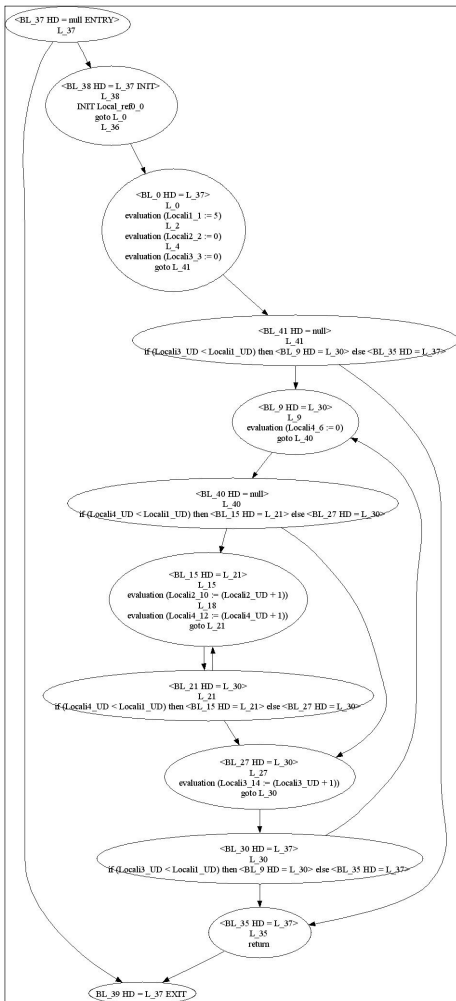 <BL_37 HD = null ENTRY>
L_37
<BL_38 HD = L_37 INIT>
L_38
INIT Local_ref0_0
goto L_0
L_36
<BL_0 HD = L_37>
L_0
evaluation (Locali1_1 := 5)
L_2
evaluation (Locali2_2 := 0)
L_4
evaluation (Locali3_3 := 0)
goto L_41
<BL_41 HD = null>
L_41
if (Locali3_UD < Locali1_UD) then <BL_9 HD = L_30> else <BL_35 HD = L_37>
<BL_9 HD = L_30>
L_9
evaluation (Locali4_6 := 0)
goto L_40
<BL_40 HD = null>
L_40
if (Locali4_UD < Locali1_UD) then <BL_15 HD = L_21> else <BL_27 HD = L_30>
<BL_15 HD = L_21>
L_15
evaluation (Locali2_10 := (Locali2_UD + 1))
L_18
evaluation (Locali4_12 := (Locali4_UD + 1))
goto L_21
<BL_21 HD = L_30>
L_21
if (Locali4_UD < Locali1_UD) then <BL_15 HD = L_21> else <BL_27 HD = L_30>
<BL_27 HD = L_30>
L_27
evaluation (Locali3_14 := (Locali3_UD + 1))
goto L_30
<BL_30 HD = L_37>
L_30
if (Locali3_UD < Locali1_UD) then <BL_9 HD = L_30> else <BL_35 HD = L_37>
<BL_35 HD = L_37>
L_35
return
BL_39 HD = L_37 EXIT